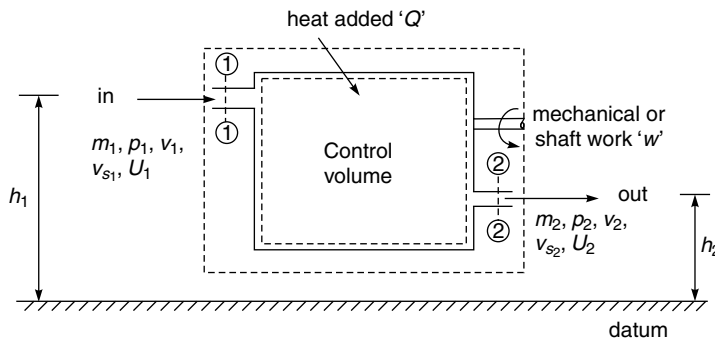 heat added ‘Q’
1
in
1
m1, p1, v1,
vs1, U1
h1
Control
volume
mechanical or
shaft work ‘w’
2
out
2
m2, p2, v2,
vs2, U2
h2
datum